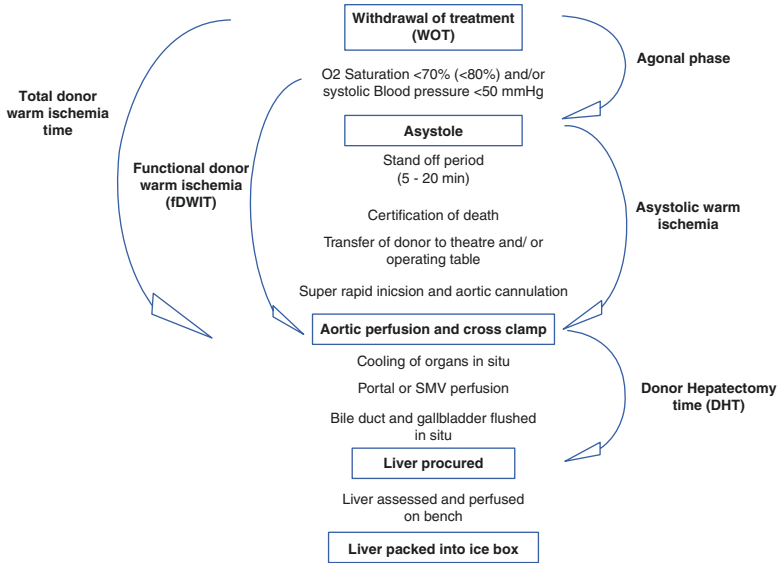 Withdrawal of treatment
(WOT)
Agonal phase
O2 Saturation <70% (<80%) and/or
systolic Blood pressure <50 mmHg
Total donor
warm ischemia
time
Asystole
Functional donor
warm ischemia
(fDWIT)
Stand off period
(5 - 20 min)
Certification of death
Asystolic warm
ischemia
Transfer of donor to theatre and/ or
operating table
Super rapid inicsion and aortic cannulation
Aortic perfusion and cross clamp
Cooling of organs in situ
Portal or SMV perfusion
Donor Hepatectomy
time (DHT)
Bile duct and gallbladder flushed
in situ
Liver procured
Liver assessed and perfused
on bench
Liver packed into ice box